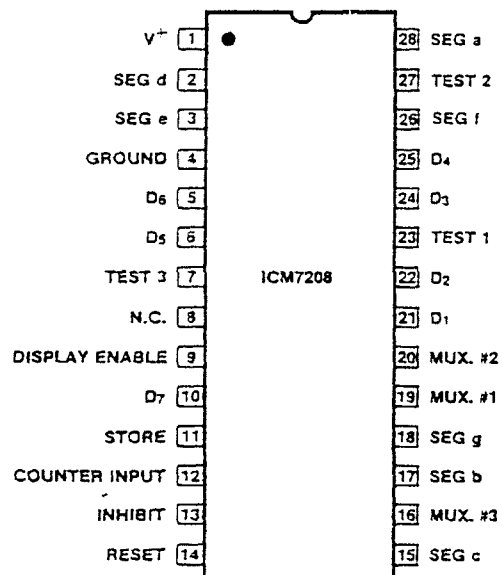 V+ 1 28 SEG a
SEG d 2 27 TEST 2
SEG e 3 26 SEG f
GROUND 4 25 D4
D6 5 24 D3
D5 6 23 TEST 1
TEST 3 7 ICM7208 22 D2
N.C. 8 21 D1
DISPLAY ENABLE 9 20 MUX. #2
D7 10 19 MUX. #1
STORE 11 18 SEG g
COUNTER INPUT 12 17 SEG b
INHIBIT 13 16 MUX. #3
RESET 14 15 SEG c